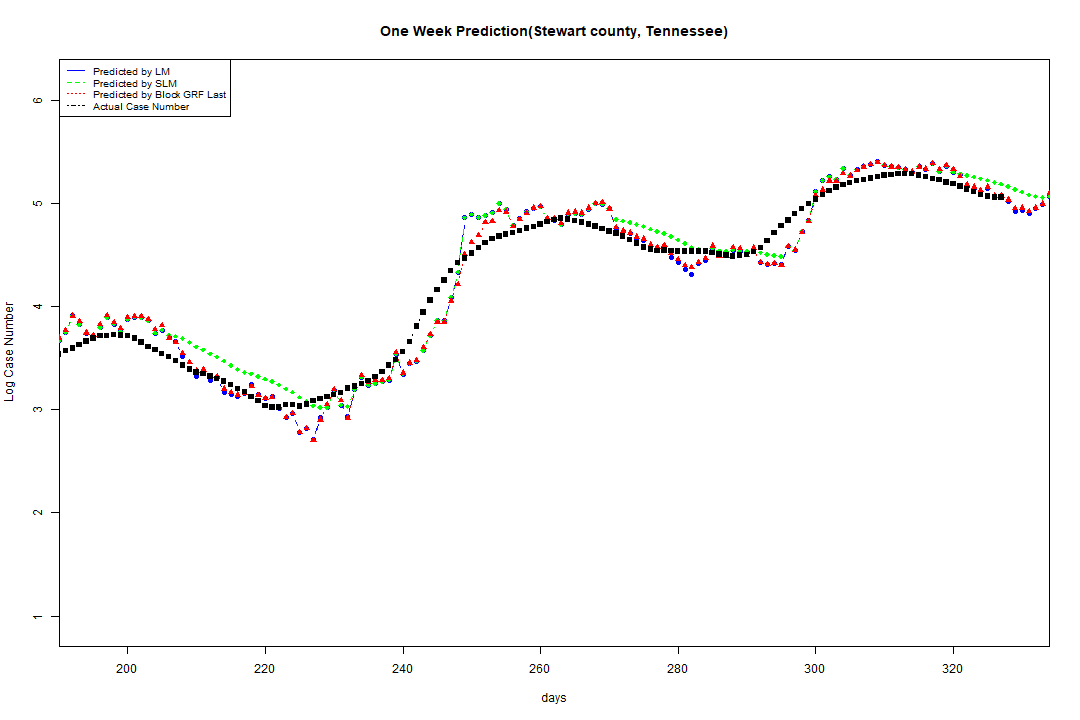 One Week Prediction(Stewart county, Tennessee)
Predicted by LM
Predicted by SLM
Predicted by Block GRF Last
Actual Case Number
6
5
4
3
2
1
Log Case Number
200 220 240 260 280 300 320
days